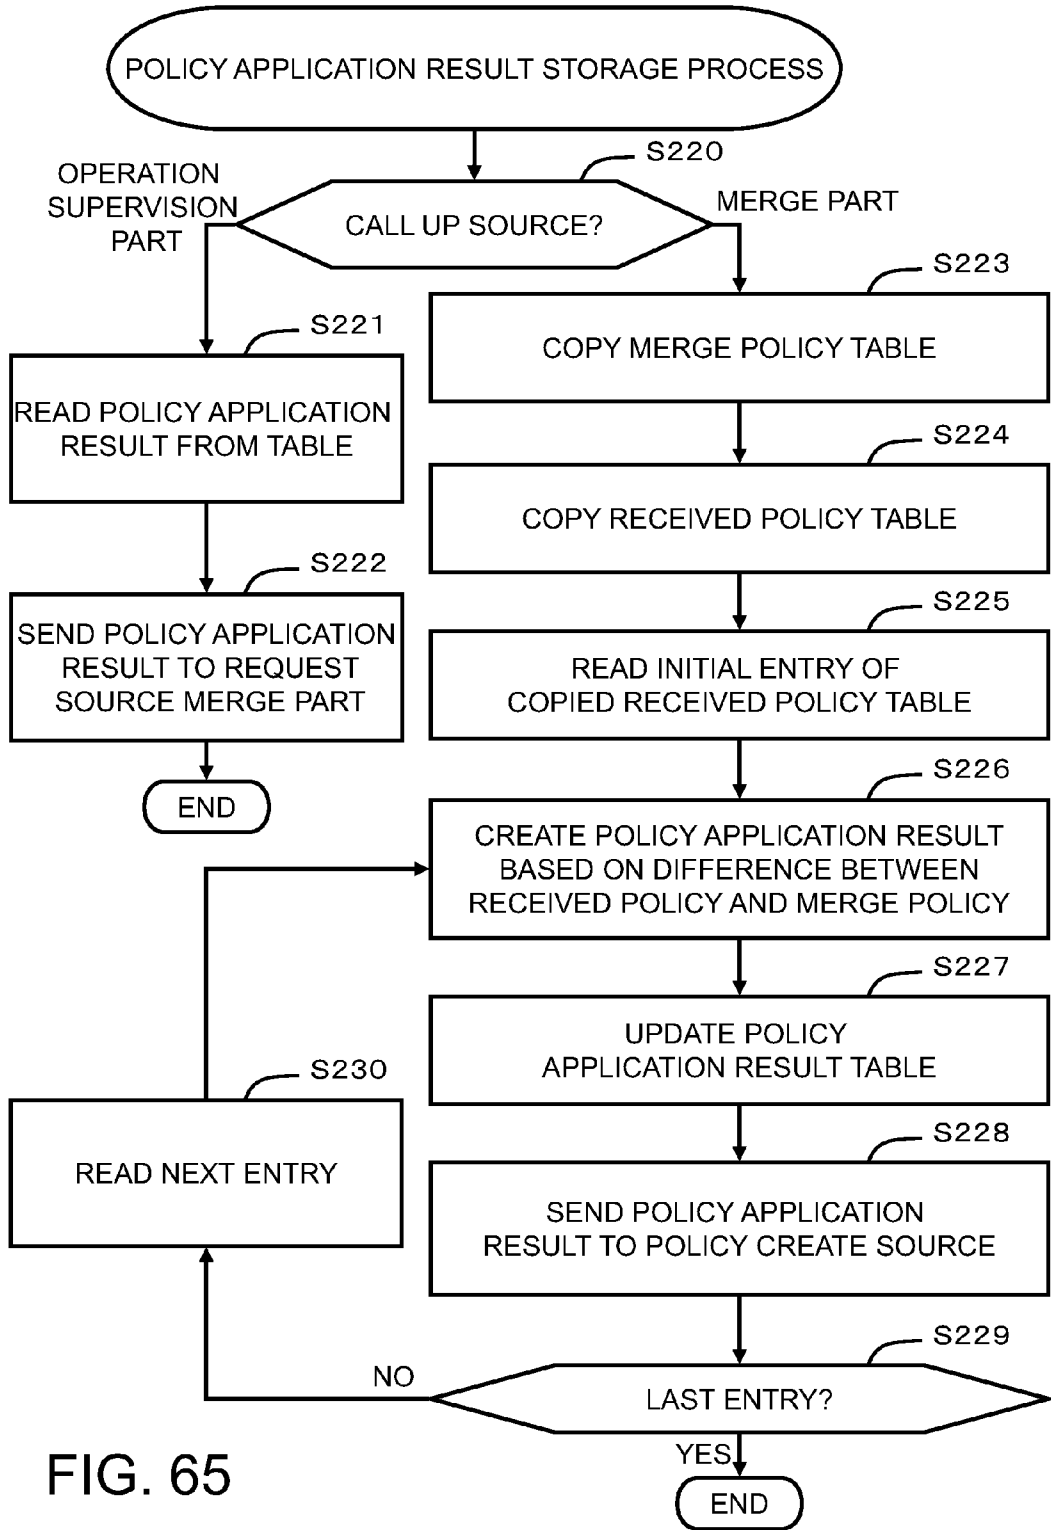 POLICY APPLICATION RESULT STORAGE PROCESS
S220
CALL UP SOURCE?
OPERATION
SUPERVISION
PART
MERGE PART
S221
READ POLICY APPLICATION
RESULT FROM TABLE
S222
SEND POLICY APPLICATION
RESULT TO REQUEST
SOURCE MERGE PART
END
S223
COPY MERGE POLICY TABLE
S224
COPY RECEIVED POLICY TABLE
S225
READ INITIAL ENTRY OF
COPIED RECEIVED POLICY TABLE
S226
CREATE POLICY APPLICATION RESULT
BASED ON DIFFERENCE BETWEEN
RECEIVED POLICY AND MERGE POLICY
S227
UPDATE POLICY
APPLICATION RESULT TABLE
S228
SEND POLICY APPLICATION
RESULT TO POLICY CREATE SOURCE
S229
LAST ENTRY?
NO
S230
READ NEXT ENTRY
YES
END
FIG. 65